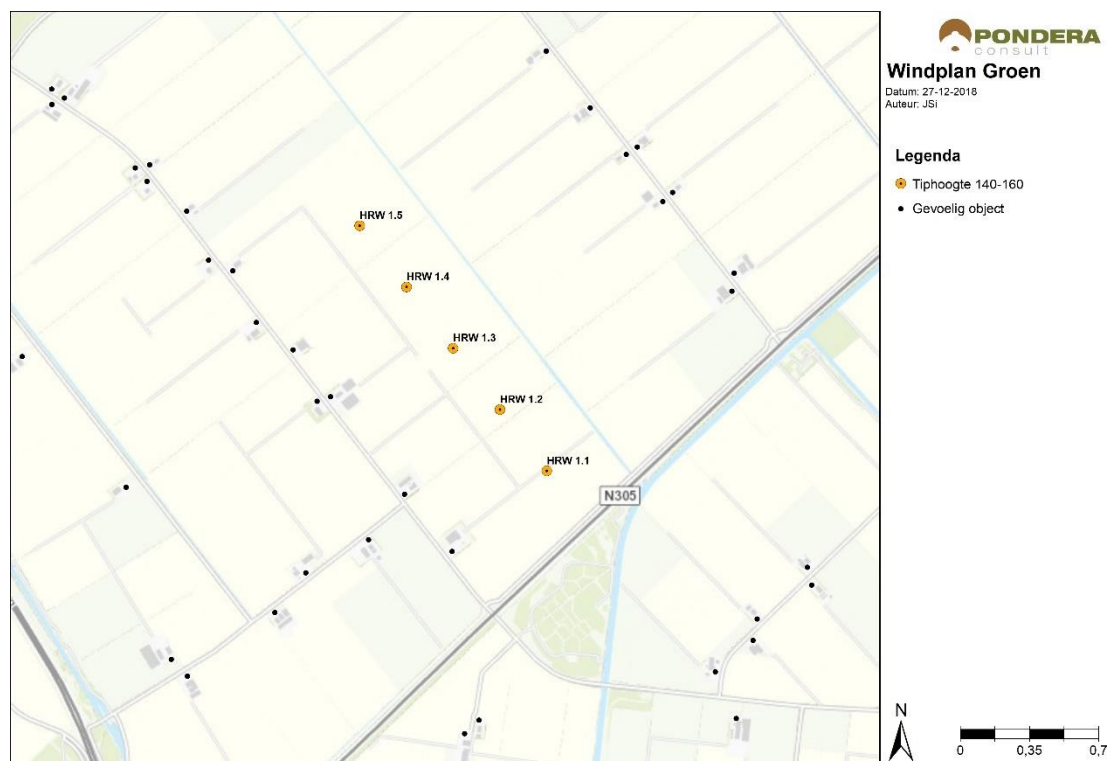 PONDERA
consult
Windplan Groen
Datum: 27-12-2018
Auteur: JSi
Legenda
Tiphoogte 140-160
Gevoelig object
HRW 1.5
HRW 1.4
HRW 1.3
HRW 1.2
HRW 1.1
N305
N
0 0,35 0,7